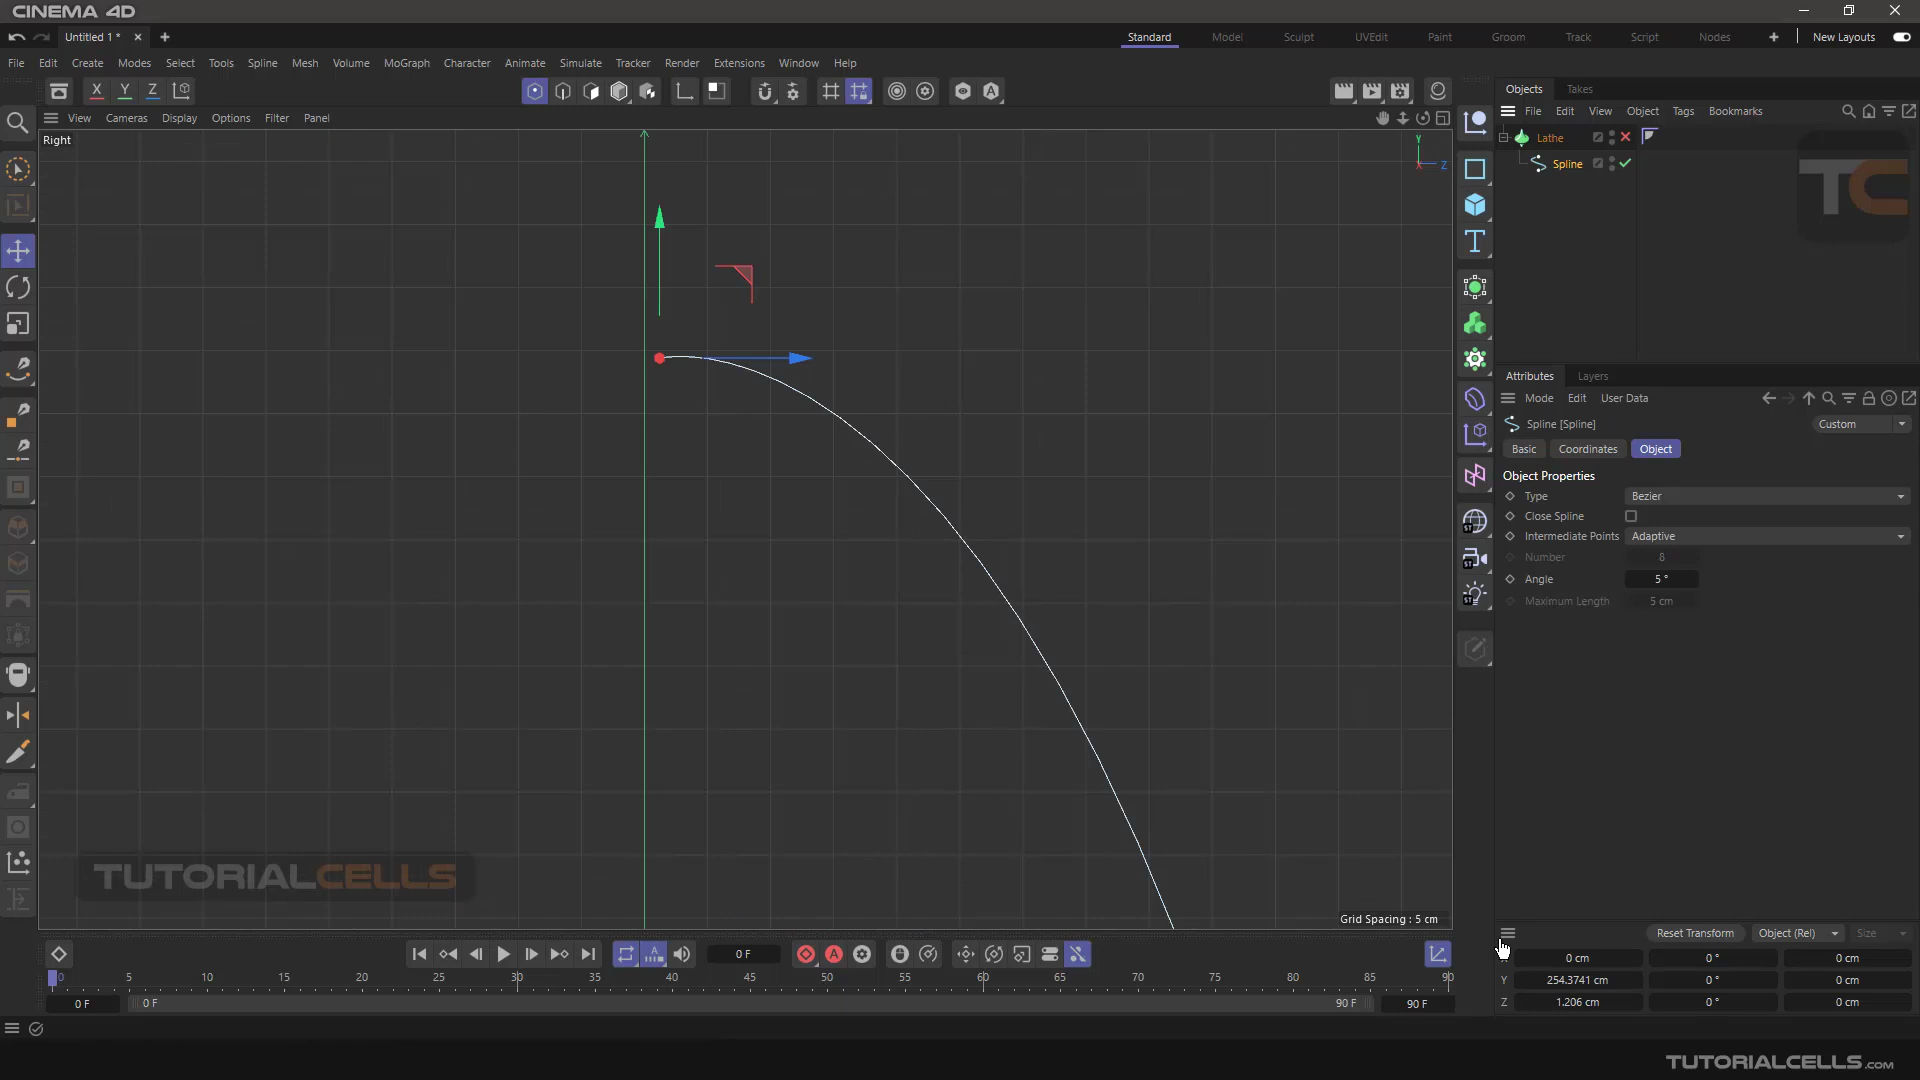 CINEMA 4D
Untitled 1 *
Standard Model Sculpt UVEdit Paint Groom Track Script Nodes New Layouts
File Edit Create Modes Select Tools Spline Mesh Volume MoGraph Character Animate Simulate Tracker Render Extensions Window Help
X Y Z
Objects Takes
View Cameras Display Options Filter Panel
File Edit View Object Tags Bookmarks
Right
Y
X Z
Lathe
Spline
TC
Attributes Layers
Mode Edit User Data
Spline [Spline] Custom
Basic Coordinates Object
Object Properties
Type Bezier
Close Spline
Intermediate Points Adaptive
Number 8
Angle 5 °
Maximum Length 5 cm
TUTORIALCELLS
Grid Spacing : 5 cm
Reset Transform Object (Rel) Size
0 F
0 cm 0 ° 0 cm
Y 254.3741 cm 0 ° 0 cm
Z 1.206 cm 0 ° 0 cm
0 5 10 15 20 25 30 35 40 45 50 55 60 65 70 75 80 85 90
0 F 0 F 90 F 90 F
TUTORIALCELLS.COM